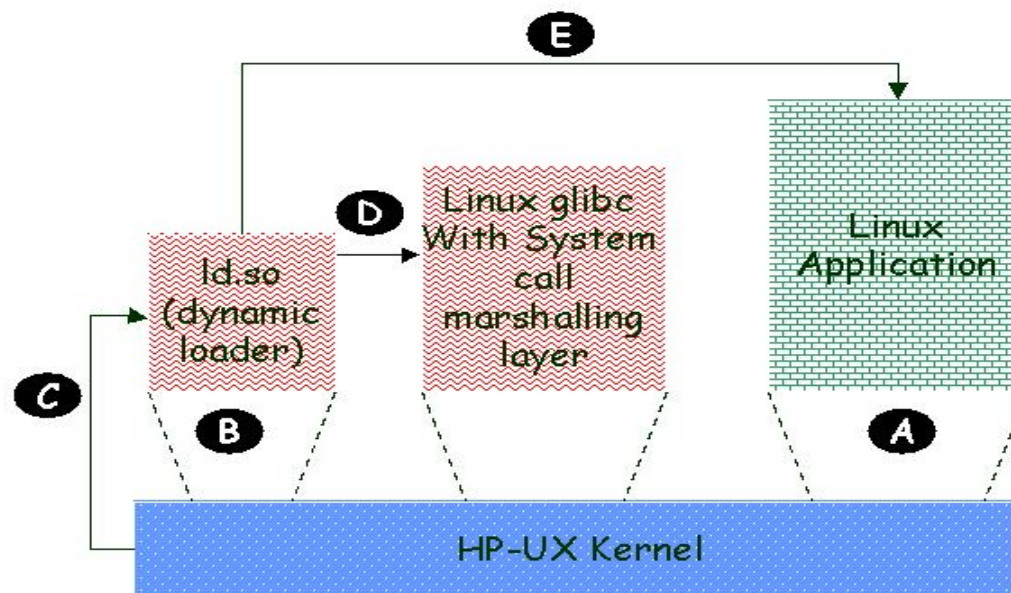 E
D
Linux glibc
With System
call
marshalling
layer
Linux
Application
ld.so
(dynamic
loader)
C
B
A
HP-UX Kernel